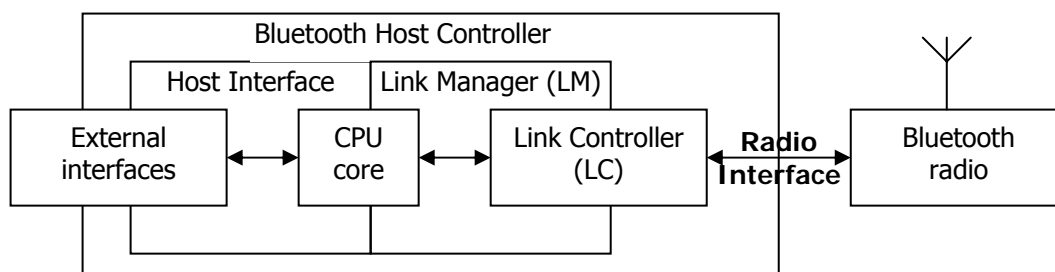 Bluetooth Host Controller
Host Interface
Link Manager (LM)
External
interfaces
CPU
core
Link Controller
(LC)
Radio
Interface
Bluetooth
radio